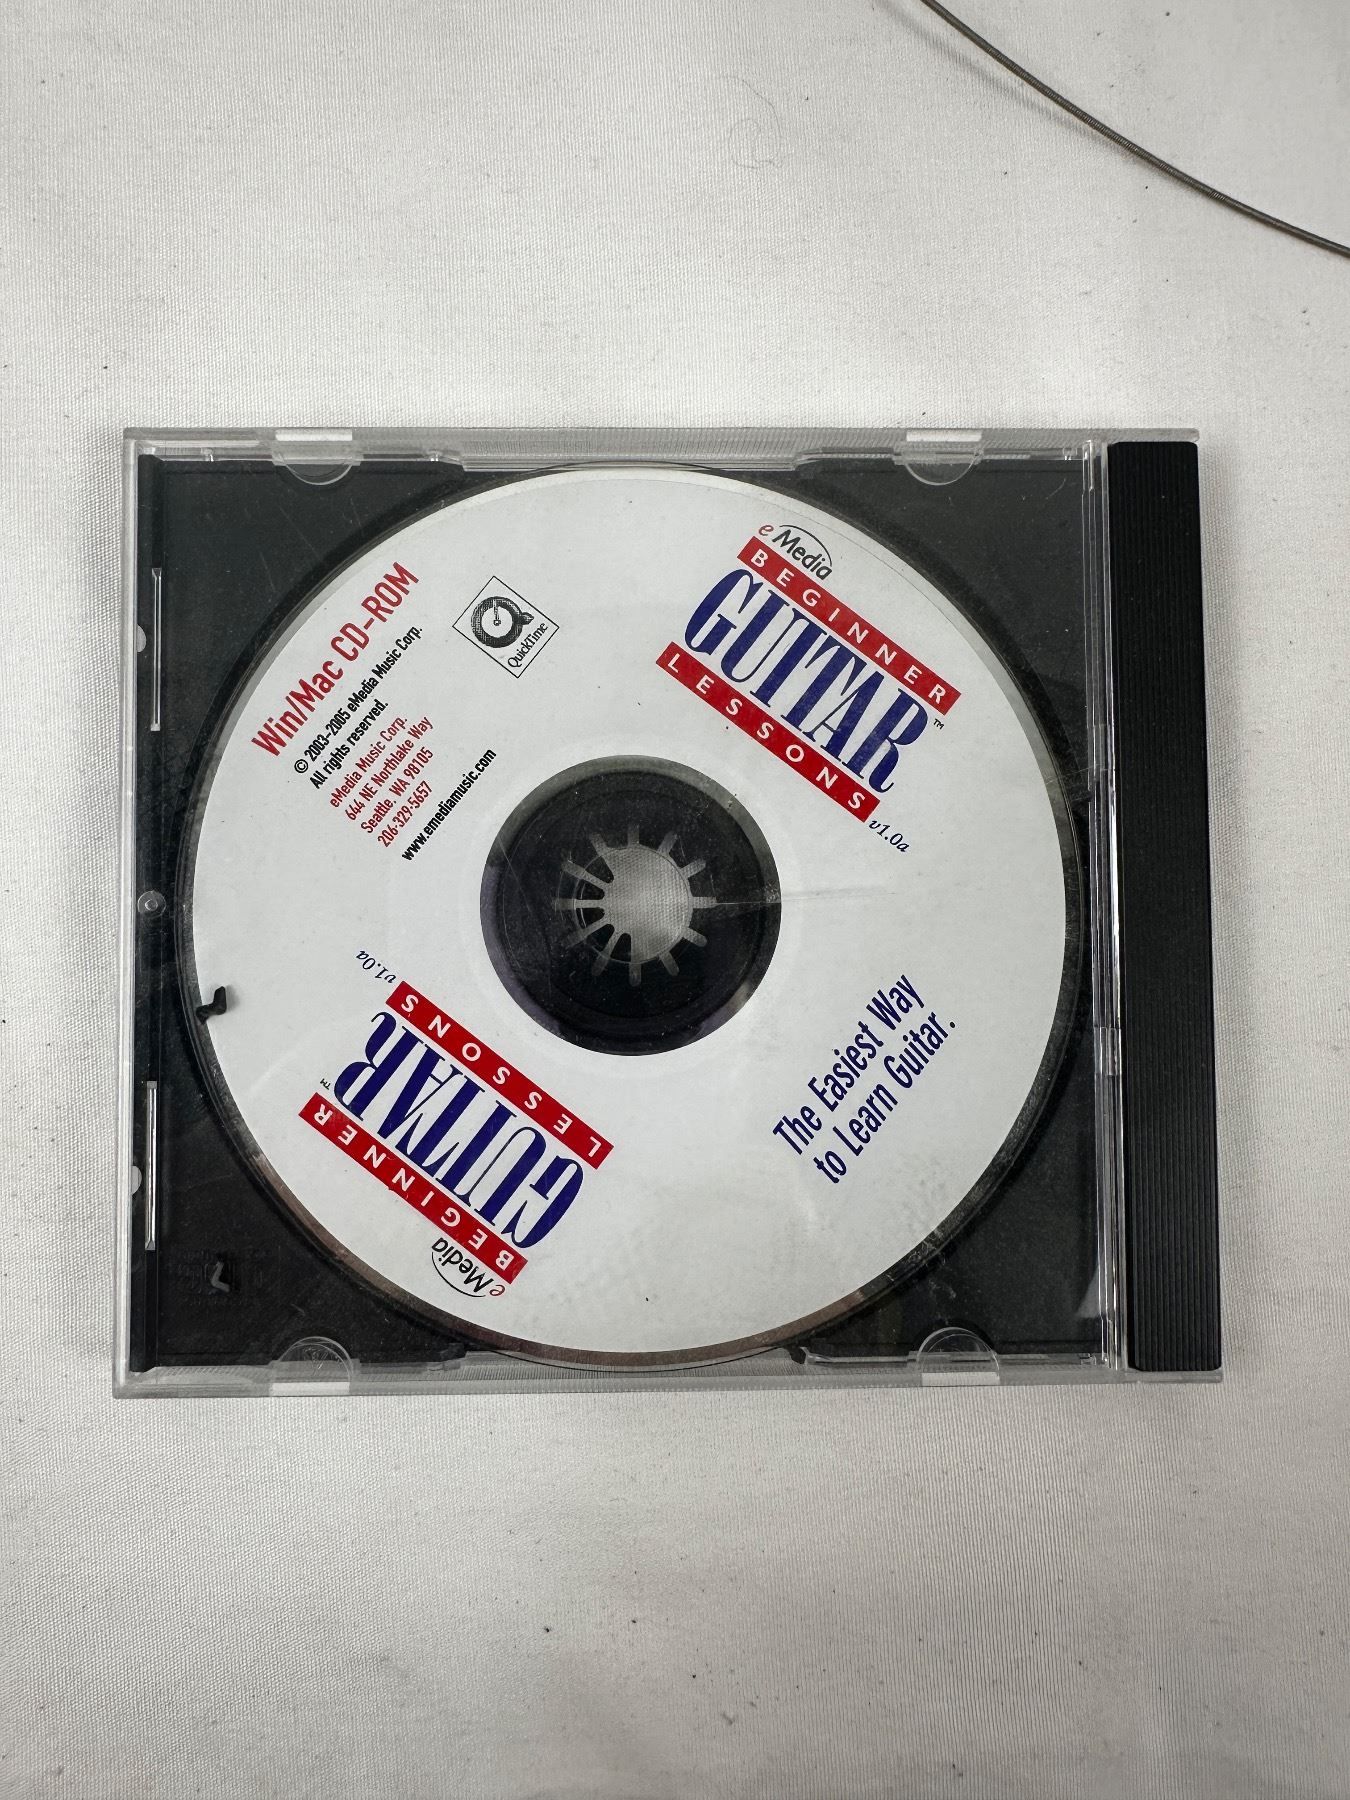 eMedia
BEGINNER
GUITAR™
LESSONS
v1.0a
QuickTime
Win/Mac CD-ROM
© 2003-2005 eMedia Music Corp.
All rights reserved.
eMedia Music Corp.
644 NE Northlake Way
Seattle, WA 98105
206-329-5657
www.emediamusic.com
The Easiest Way
to Learn Guitar.
eMedia
BEGINNER
GUITAR™
LESSONS
v1.0a